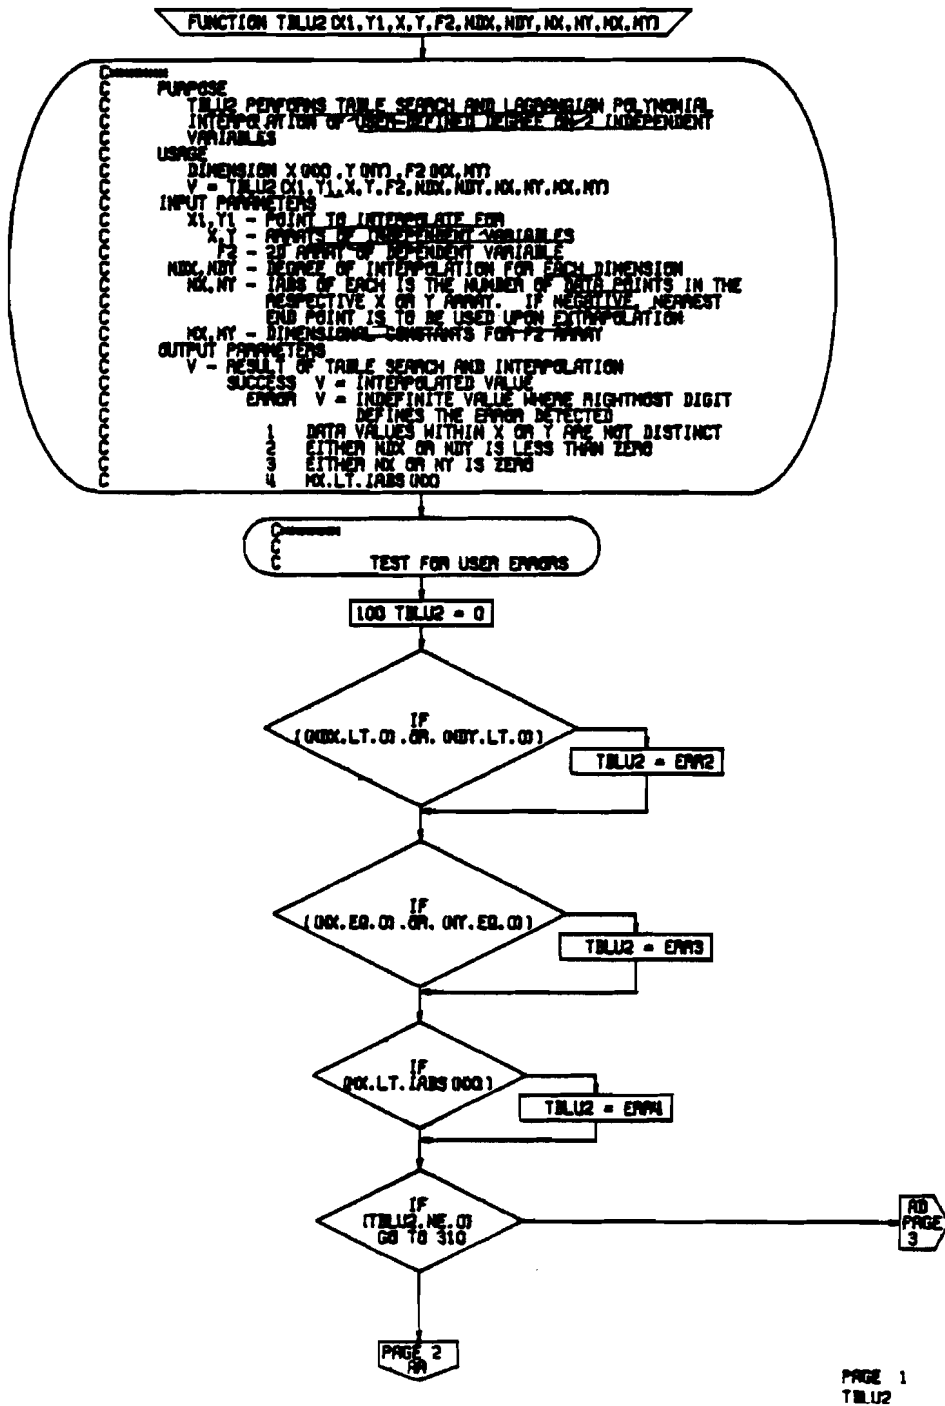 FUNCTION TBLU2(X1,Y1,X,Y,F2,NDX,NDY,NX,NY,MX,MY)
C*******
C PURPOSE
C TBLU2 PERFORMS TABLE SEARCH AND LAGRANGIAN POLYNOMIAL
C INTERPOLATION OF USER-DEFINED DEGREE ON 2 INDEPENDENT
C VARIABLES
C USAGE
C DIMENSION X(NX),Y(NY),F2(MX,MY)
C V = TBLU2(X1,Y1,X,Y,F2,NDX,NDY,NX,NY,MX,MY)
C INPUT PARAMETERS
C X1,Y1 - POINT TO INTERPOLATE FOR
C X,Y - ARRAYS OF INDEPENDENT VARIABLES
C F2 - 2D ARRAY OF DEPENDENT VARIABLE
C NDX,NDY - DEGREE OF INTERPOLATION FOR EACH DIMENSION
C NX,NY - IABS OF EACH IS THE NUMBER OF DATA POINTS IN THE
C RESPECTIVE X OR Y ARRAY. IF NEGATIVE, NEAREST
C END POINT IS TO BE USED UPON EXTRAPOLATION
C MX,MY - DIMENSIONAL CONSTANTS FOR F2 ARRAY
C OUTPUT PARAMETERS
C V - RESULT OF TABLE SEARCH AND INTERPOLATION
C SUCCESS V = INTERPOLATED VALUE
C ERROR V = INDEFINITE VALUE WHERE RIGHTMOST DIGIT
C DEFINES THE ERROR DETECTED
C 1 DATA VALUES WITHIN X OR Y ARE NOT DISTINCT
C 2 EITHER NDX OR NDY IS LESS THAN ZERO
C 3 EITHER NX OR NY IS ZERO
C 4 MX.LT.IABS(NX)
C*******
C
C TEST FOR USER ERRORS
100 TBLU2 = 0
IF
((NDX.LT.0).OR.(NDY.LT.0))
TBLU2 = ERR2
IF
((NX.EQ.0).OR.(NY.EQ.0))
TBLU2 = ERR3
IF
(MX.LT.IABS(NX))
TBLU2 = ERR4
IF
(TBLU2.NE.0)
GO TO 310
AD
PAGE
3
PAGE 2
AA
PAGE 1
TBLU2